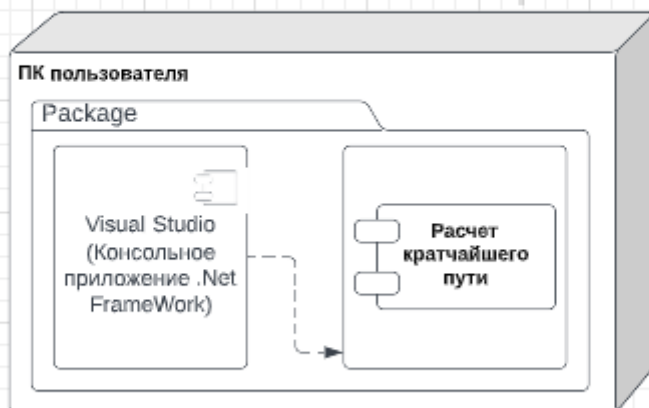 ПК пользователя
Package
Visual Studio
(Консольное
приложение .Net
FrameWork)
Расчет
кратчайшего
пути